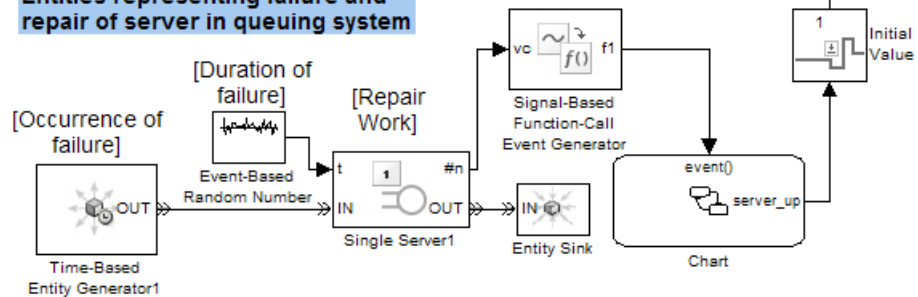 Entities representing failure and
repair of server in queuing system
[Occurrence of
failure]
OUT
Time-Based
Entity Generator1
[Duration of
failure]
Event-Based
Random Number
[Repair
Work]
t
1
#n
IN
OUT
Single Server1
vc
f()
f1
Signal-Based
Function-Call
Event Generator
IN
Entity Sink
event()
server_up
Chart
1
Initial
Value